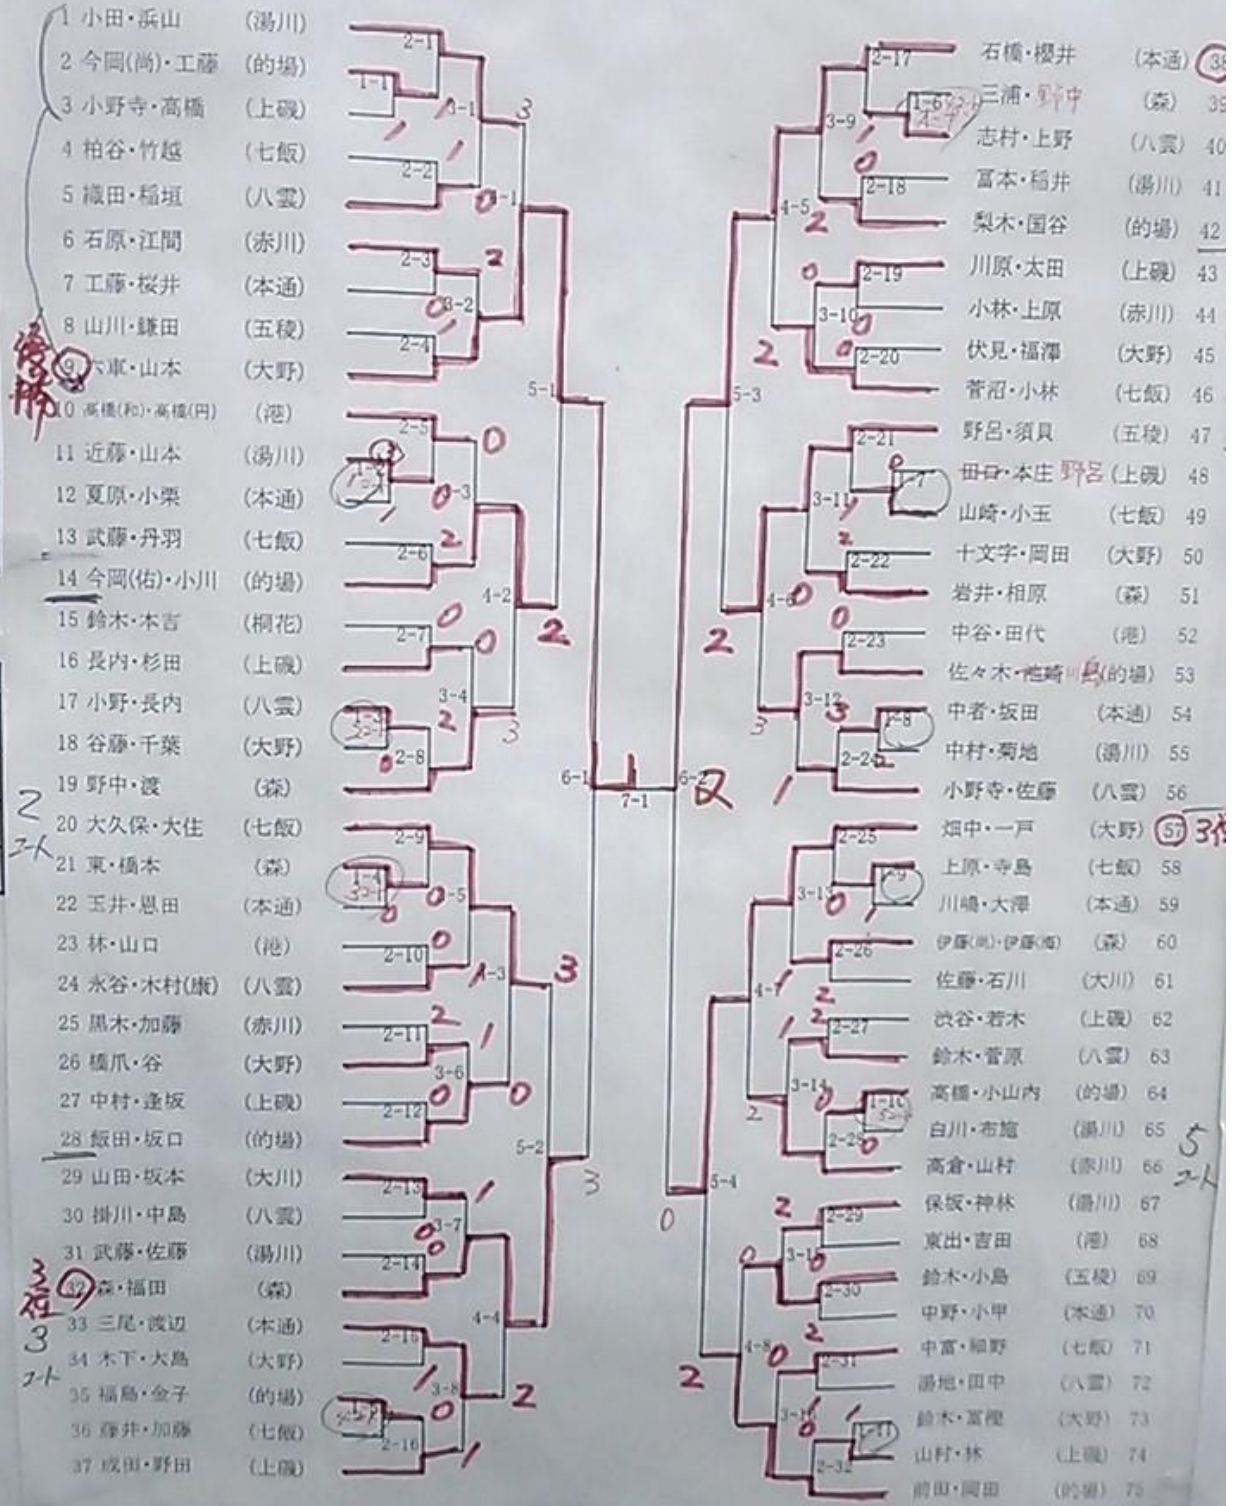 1 小田・浜山 (湯川)
2 今岡(尚)・工藤 (的場)
3 小野寺・高橋 (上磯)
4 柏谷・竹越 (七飯)
5 織田・稲垣 (八雲)
6 石原・江間 (赤川)
7 工藤・桜井 (本通)
8 山川・鎌田 (五稜)
優勝
9 六車・山本 (大野)
10 高橋(和)・高橋(円) (港)
11 近藤・山本 (湯川)
12 夏原・小栗 (本通)
13 武藤・丹羽 (七飯)
14 今岡(佑)・小川 (的場)
15 鈴木・本吉 (桐花)
16 長内・杉田 (上磯)
17 小野・長内 (八雲)
18 谷藤・千葉 (大野)
19 野中・渡 (森)
2コート
20 大久保・大住 (七飯)
21 東・橋本 (森)
22 玉井・恩田 (本通)
23 林・山口 (港)
24 永谷・木村(康) (八雲)
25 黒木・加藤 (赤川)
26 橋爪・谷 (大野)
27 中村・逢坂 (上磯)
28 飯田・坂口 (的場)
29 山田・坂本 (大川)
30 掛川・中島 (八雲)
31 武藤・佐藤 (湯川)
3位
32 森・福田 (森)
33 三尾・渡辺 (本通)
3コート
34 木下・大島 (大野)
35 福島・金子 (的場)
36 藤井・加藤 (七飯)
37 成田・野田 (上磯)
2-1
1-1
3-1
2-2
2-3
3-2
2-4
5-1
2-5
2-6
4-2
2-7
3-4
1-3
2-8
6-1
7-1
6-2
2-9
1-4
2-10
2-11
3-6
2-12
5-2
2-13
3-7
2-14
4-4
2-15
3-8
2-16
石橋・櫻井 (本通) 38
三浦・野中 (森) 39
志村・上野 (八雲) 40
冨本・稲井 (湯川) 41
梨木・国谷 (的場) 42
川原・太田 (上磯) 43
小林・上原 (赤川) 44
伏見・福澤 (大野) 45
菅沼・小林 (七飯) 46
野呂・須貝 (五稜) 47
田口・本庄 野呂 (上磯) 48
山崎・小玉 (七飯) 49
十文字・岡田 (大野) 50
岩井・相原 (森) 51
中谷・田代 (港) 52
佐々木・ (的場) 53
中者・坂田 (本通) 54
中村・菊地 (湯川) 55
小野寺・佐藤 (八雲) 56
畑中・一戸 (大野) 57 3位
上原・寺島 (七飯) 58
川嶋・大澤 (本通) 59
伊藤(尚)・伊藤(海) (森) 60
佐藤・石川 (大川) 61
渋谷・若木 (上磯) 62
鈴木・菅原 (八雲) 63
高橋・小山内 (的場) 64
白川・布施 (湯川) 65
5コート
高倉・山村 (赤川) 66
保坂・神林 (湯川) 67
東出・吉田 (港) 68
鈴木・小島 (五稜) 69
中野・小甲 (本通) 70
中富・細野 (七飯) 71
湯地・田中 (八雲) 72
鈴木・冨樫 (大野) 73
山村・林 (上磯) 74
前田・岡田 (的場) 75
2-17
1-6
3-9
2-18
4-5
2-19
3-10
2-20
5-3
2-21
1-7
3-11
2-22
4-6
2-23
3-12
1-8
2-24
2-25
1-9
3-13
2-26
4-7
2-27
3-14
1-10
2-28
5-4
2-29
3-15
2-30
4-8
2-31
3-16
1-11
2-32